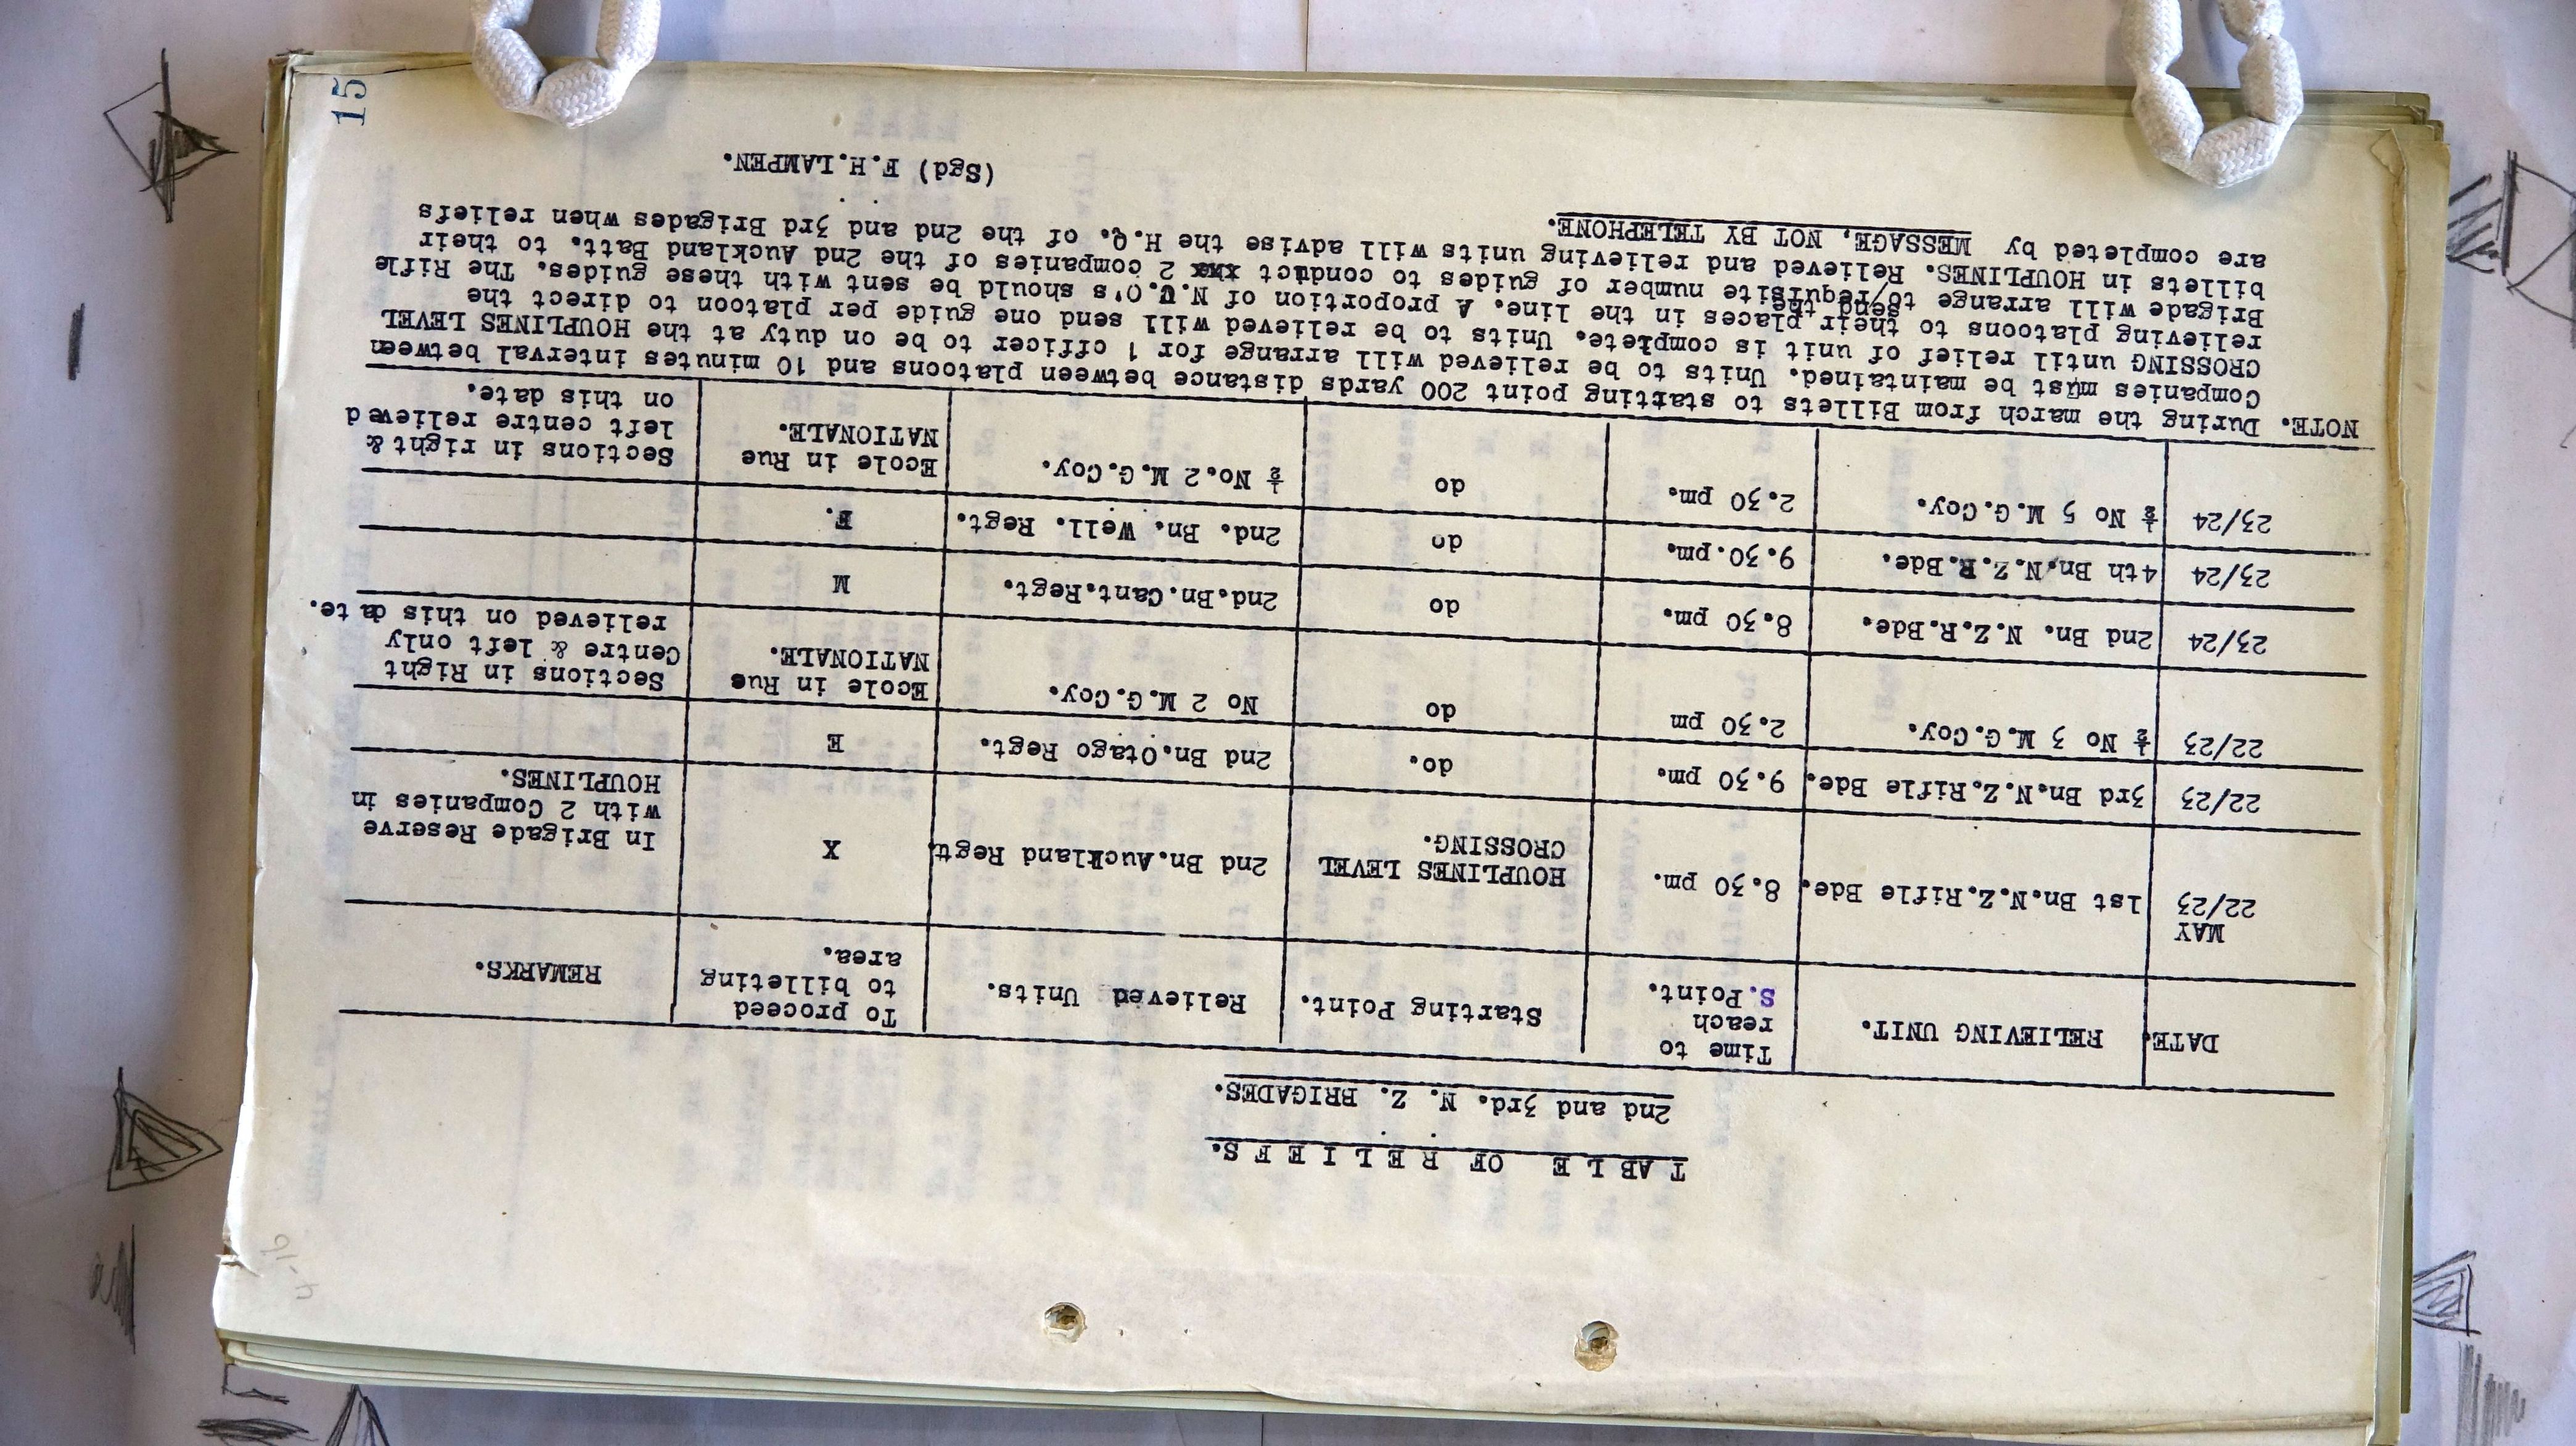 TABLE OF RELIEFS.
2nd and 3rd. N. Z. BRIGADES.
DATE. RELIEVING UNIT. Time to reach S.Point. Starting Point. Relieved Units. To proceed to billeting area. REMARKS.
MAY
22/23 1st Bn.N.Z.Rifle Bde. 8.30 pm. HOUPLINES LEVEL CROSSING. 2nd Bn.Auckland Regt. X In Brigade Reserve with 2 Companies in HOUPLINES.
22/23 3rd Bn.N.Z.Rifle Bde. 9.30 pm. do. 2nd Bn.Otago Regt. E
22/23 ½ No 3 M.G.Coy. 2.30 pm do No 2 M.G.Coy. Ecole in Rue NATIONALE. Sections in Right Centre & left only relieved on this date.
23/24 2nd Bn. N.Z.R.Bde. 8.30 pm. do 2nd.Bn.Cant.Regt. M
23/24 4th Bn.N.Z.R.Bde. 9.30.pm. do 2nd. Bn. Well. Regt. F.
23/24 ½ No 5 M.G.Coy. 2.30 pm. do ½ No.2 M.G.Coy. Ecole in Rue NATIONALE. Sections in right & left centre relieved on this date.
NOTE. During the march from Billets to starting point 200 yards distance between platoons and 10 minutes interval between
Companies must be maintained. Units to be relieved will arrange for 1 officer to be on duty at the HOUPLINES LEVEL
CROSSING until relief of unit is complete. Units to be relieved will send one guide per platoon to direct the
relieving platoons to their places in the line. A proportion of N.C.O's should be sent with these guides. The Rifle
Brigade will arrange to/send the requisite number of guides to conduct xxx 2 companies of the 2nd Auckland Batt. to their
billets in HOUPLINES. Relieved and relieving units will advise the H.Q. of the 2nd and 3rd Brigades when reliefs
are completed by MESSAGE, NOT BY TELEPHONE.
(Sgd) F.H.LAMPEN.
15
4-16